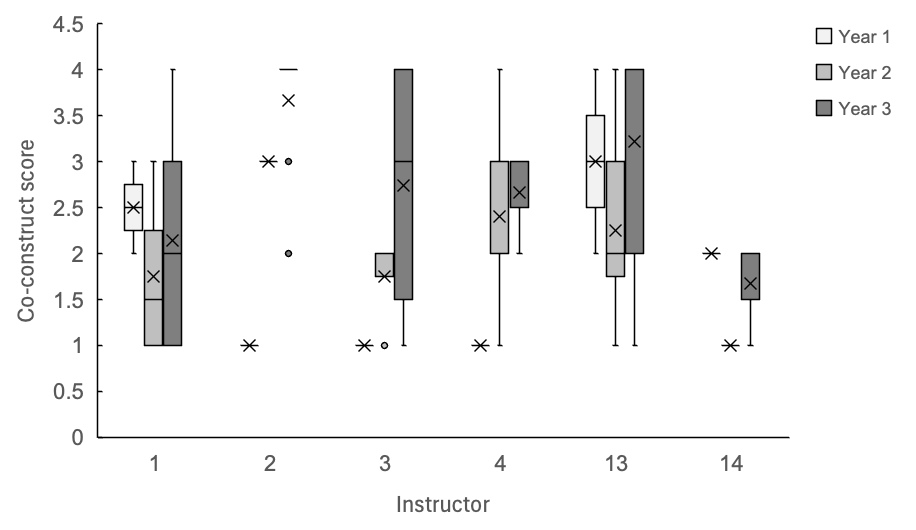 4.5
4
3.5
3
2.5
2
1.5
1
0.5
0
Co-construct score
1 2 3 4 13 14
Instructor
Year 1
Year 2
Year 3